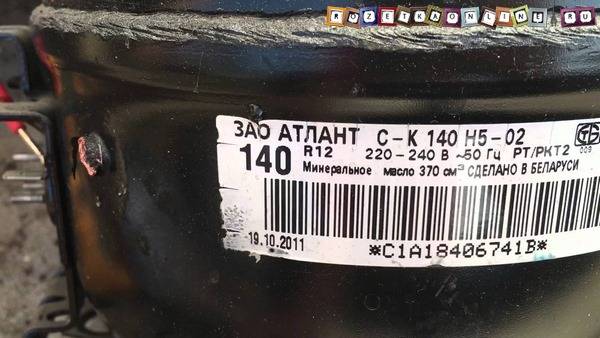 ROZETKAONLINE.RU
ЗАО АТЛАНТ С-К 140 Н5-02
140 R12 220-240 В ~50 Гц РТ/РКТ2 009
Минеральное масло 370 см³ СДЕЛАНО В БЕЛАРУСИ
19.10.2011
*C1A18406741B*